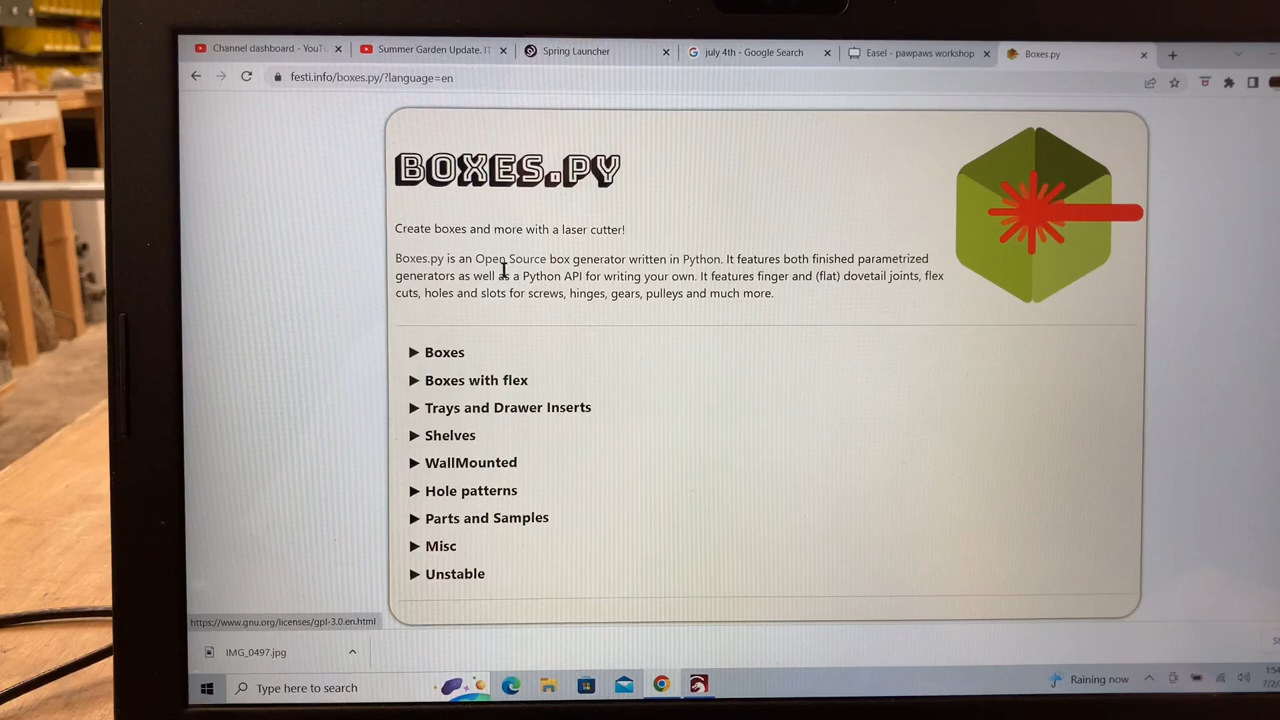 Channel dashboard - YouTu
Summer Garden Update. IT
Spring Launcher
july 4th - Google Search
Easel - pawpaws workshop
Boxes.py
festi.info/boxes.py/?language=en
BOXES.PY
Create boxes and more with a laser cutter!
Boxes.py is an Open Source box generator written in Python. It features both finished parametrized
generators as well as a Python API for writing your own. It features finger and (flat) dovetail joints, flex
cuts, holes and slots for screws, hinges, gears, pulleys and much more.
Boxes
Boxes with flex
Trays and Drawer Inserts
Shelves
WallMounted
Hole patterns
Parts and Samples
Misc
Unstable
https://www.gnu.org/licenses/gpl-3.0.en.html
IMG_0497.jpg
Type here to search
Raining now
1:5
7/2/